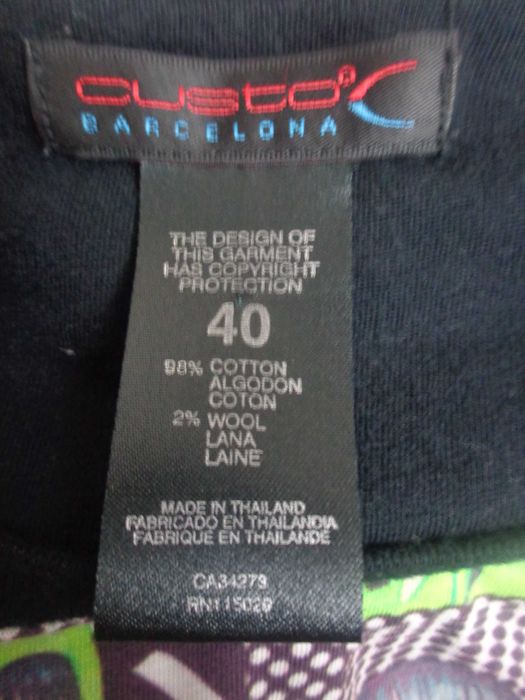 custo
BARCELONA
THE DESIGN OF
THIS GARMENT
HAS COPYRIGHT
PROTECTION
40
98% COTTON
ALGODON
COTON
2% WOOL
LANA
LAINE
MADE IN THAILAND
FABRICADO EN THAILANDIA
FABRIQUE EN THAILANDE
CA34273
RN115029